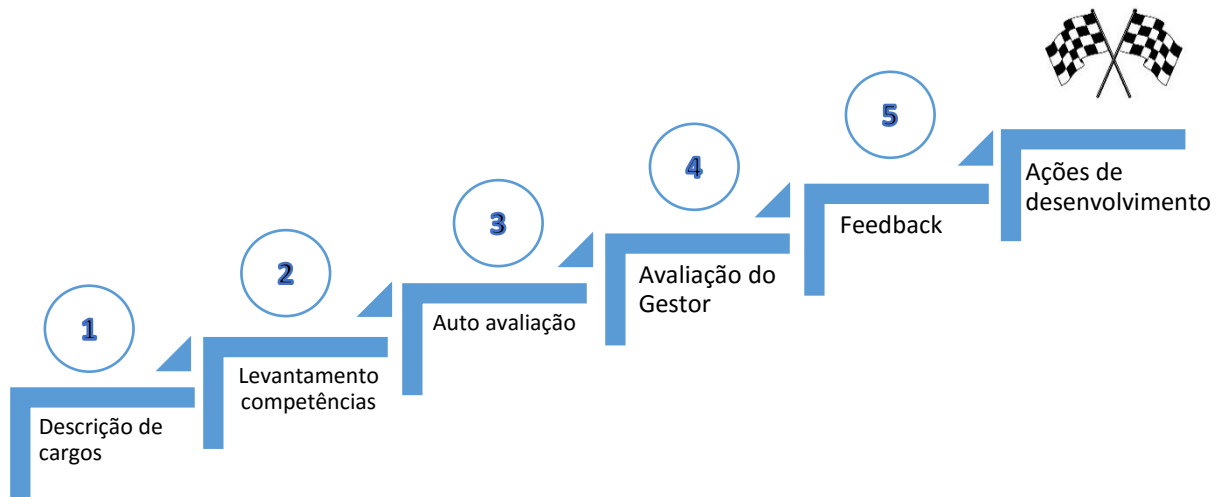 1
Descrição de
cargos
2
Levantamento
competências
3
Auto avaliação
4
Avaliação do
Gestor
5
Feedback
Ações de
desenvolvimento